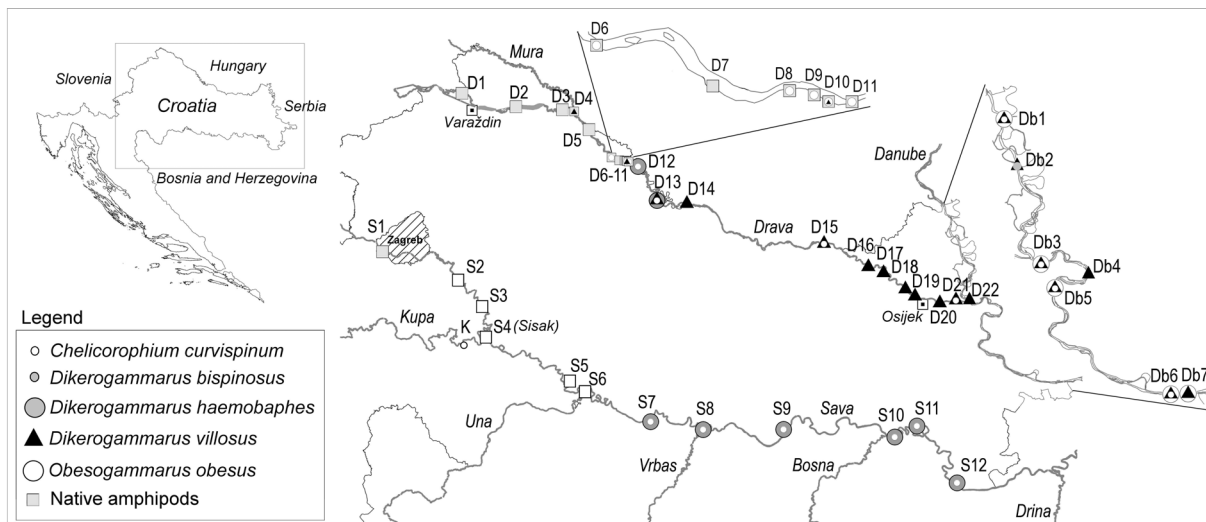 Slovenia
Hungary
Croatia
Serbia
Bosnia and Herzegovina
Legend
Chelicorophium curvispinum
Dikerogammarus bispinosus
Dikerogammarus haemobaphes
Dikerogammarus villosus
Obesogammarus obesus
Native amphipods
Mura
D1
D2
D3
D4
Varaždin
D5
D6-11
D12
D13
D14
D6
D7
D8
D9
D10
D11
Drava
D15
D16
D17
D18
D19
D20
D21
D22
Osijek
Danube
Db1
Db2
Db3
Db4
Db5
Db6
Db7
S1
Zagreb
S2
S3
Kupa
K
S4 (Sisak)
S5
S6
Una
S7
S8
Vrbas
S9
Sava
S10
S11
Bosna
S12
Drina